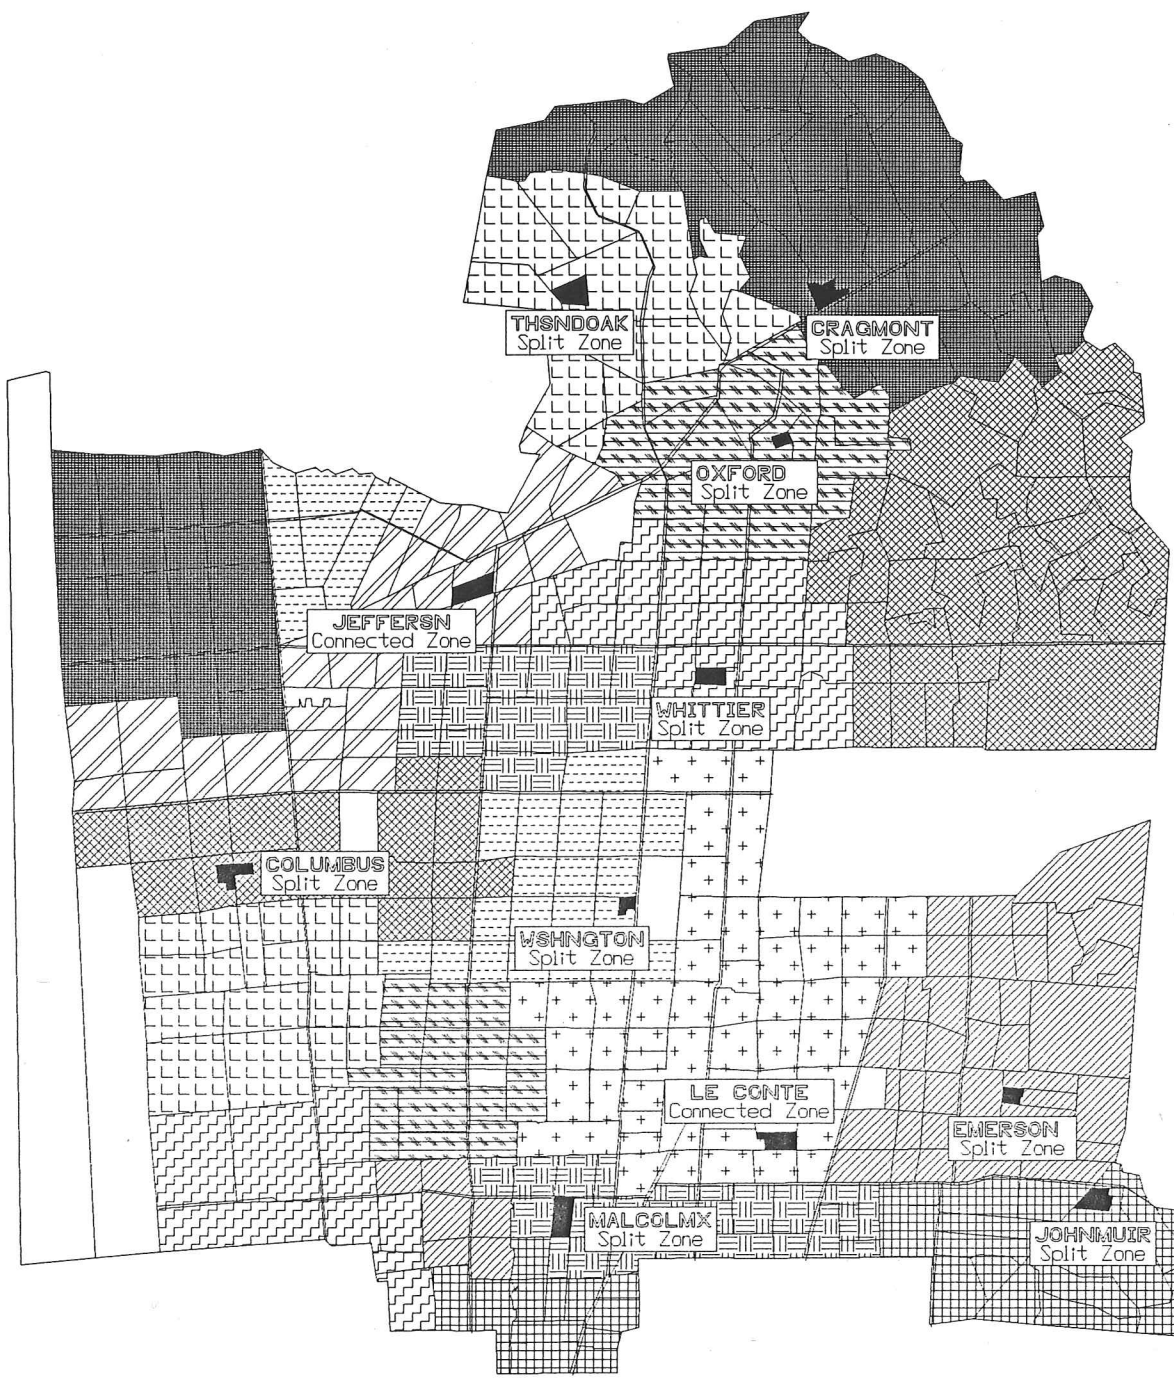 THSNDOAK
Split Zone
CRAGMONT
Split Zone
OXFORD
Split Zone
JEFFERSN
Connected Zone
WHITTIER
Split Zone
COLUMBUS
Split Zone
WSHNGTON
Split Zone
LE CONTE
Connected Zone
EMERSON
Split Zone
MALCOLMX
Split Zone
JOHNMUIR
Split Zone